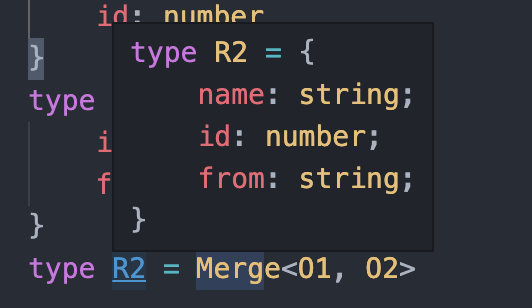 id: number
}
type R2 = {
name: string;
id: number;
from: string;
}
type
i
f
}
type R2 = Merge<O1, O2>